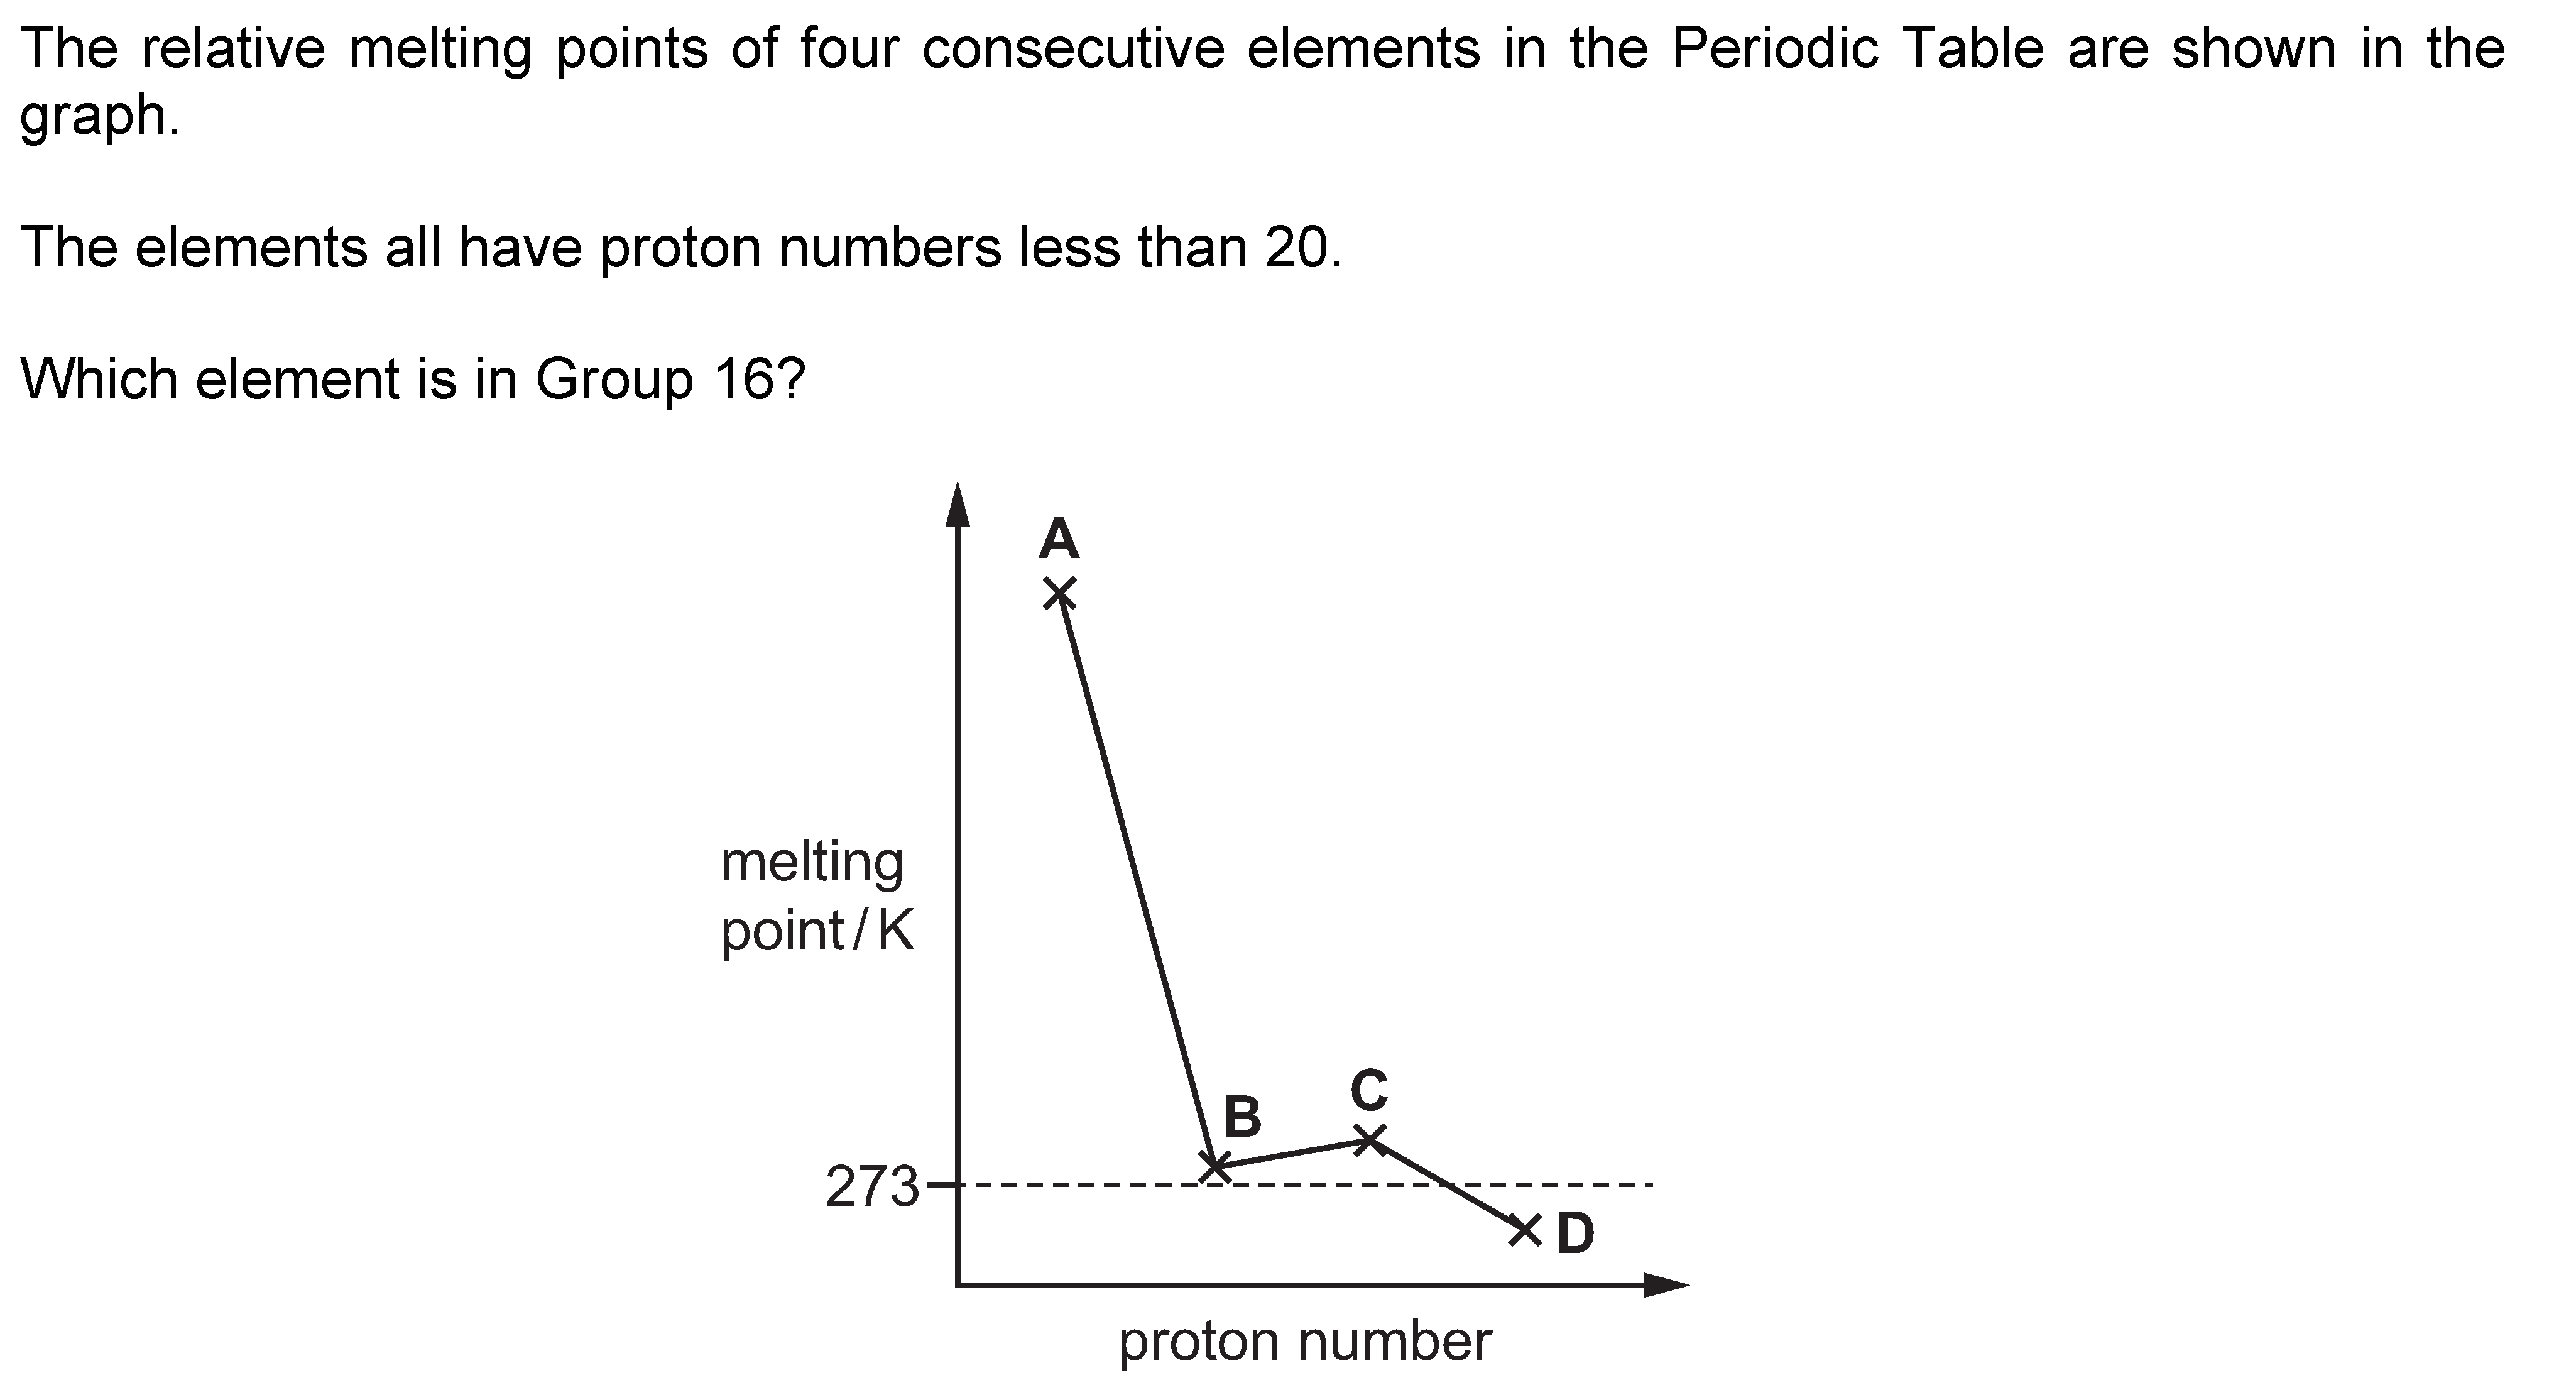 The relative melting points of four consecutive elements in the Periodic Table are shown in the
graph.
The elements all have proton numbers less than 20.
Which element is in Group 16?
A
melting
point / K
B
C
273
D
proton number